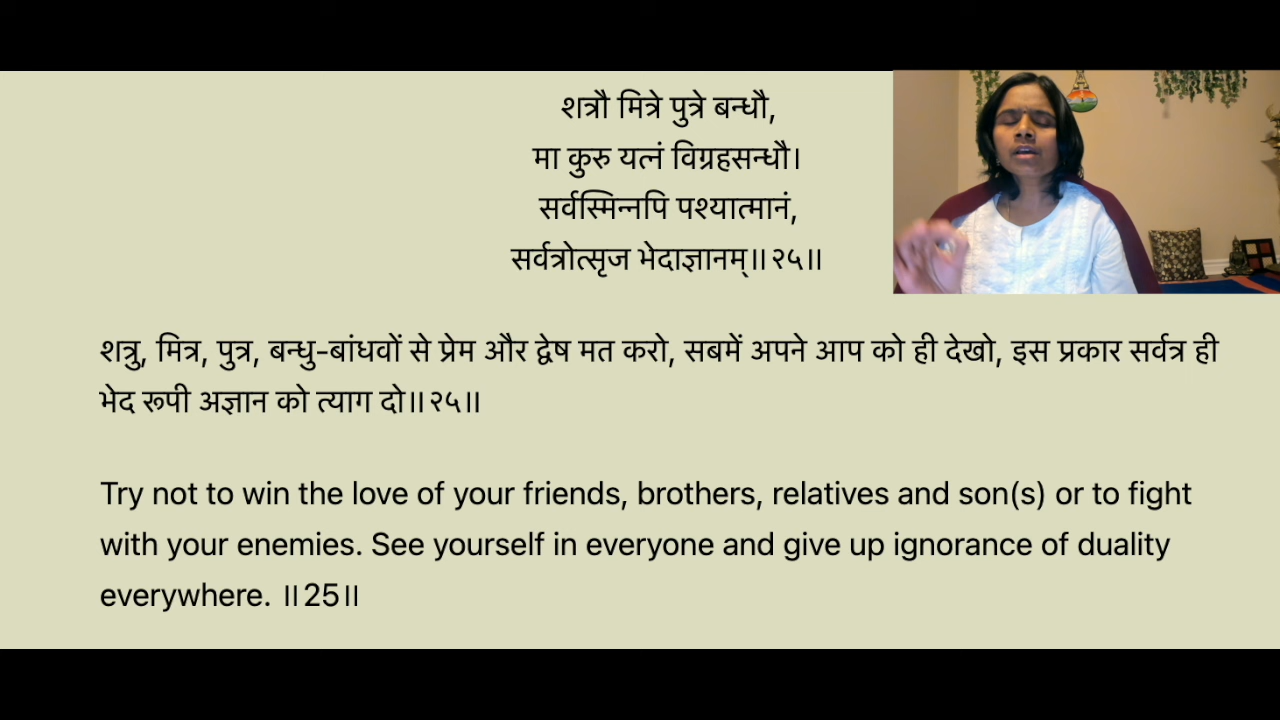 शत्रौ मित्रे पुत्रे बन्धौ,
मा कुरु यत्नं विग्रहसन्धौ।
सर्वस्मिन्नपि पश्यात्मानं,
सर्वत्रोत्सृज भेदाज्ञानम्॥२५॥
शत्रु, मित्र, पुत्र, बन्धु-बांधवों से प्रेम और द्वेष मत करो, सबमें अपने आप को ही देखो, इस प्रकार सर्वत्र ही
भेद रूपी अज्ञान को त्याग दो॥२५॥
Try not to win the love of your friends, brothers, relatives and son(s) or to fight
with your enemies. See yourself in everyone and give up ignorance of duality
everywhere. ॥25॥